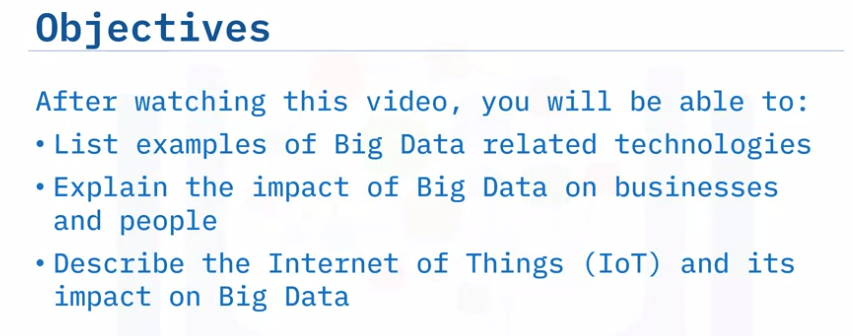 Objectives
After watching this video, you will be able to:
• List examples of Big Data related technologies
• Explain the impact of Big Data on businesses
and people
• Describe the Internet of Things (IoT) and its
impact on Big Data